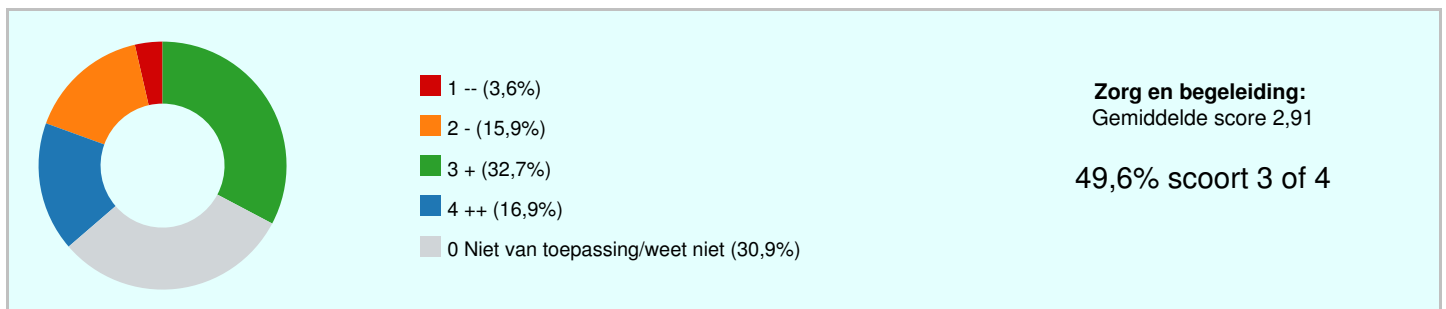 1 -- (3,6%)
2 - (15,9%)
3 + (32,7%)
4 ++ (16,9%)
0 Niet van toepassing/weet niet (30,9%)
Zorg en begeleiding:
Gemiddelde score 2,91
49,6% scoort 3 of 4